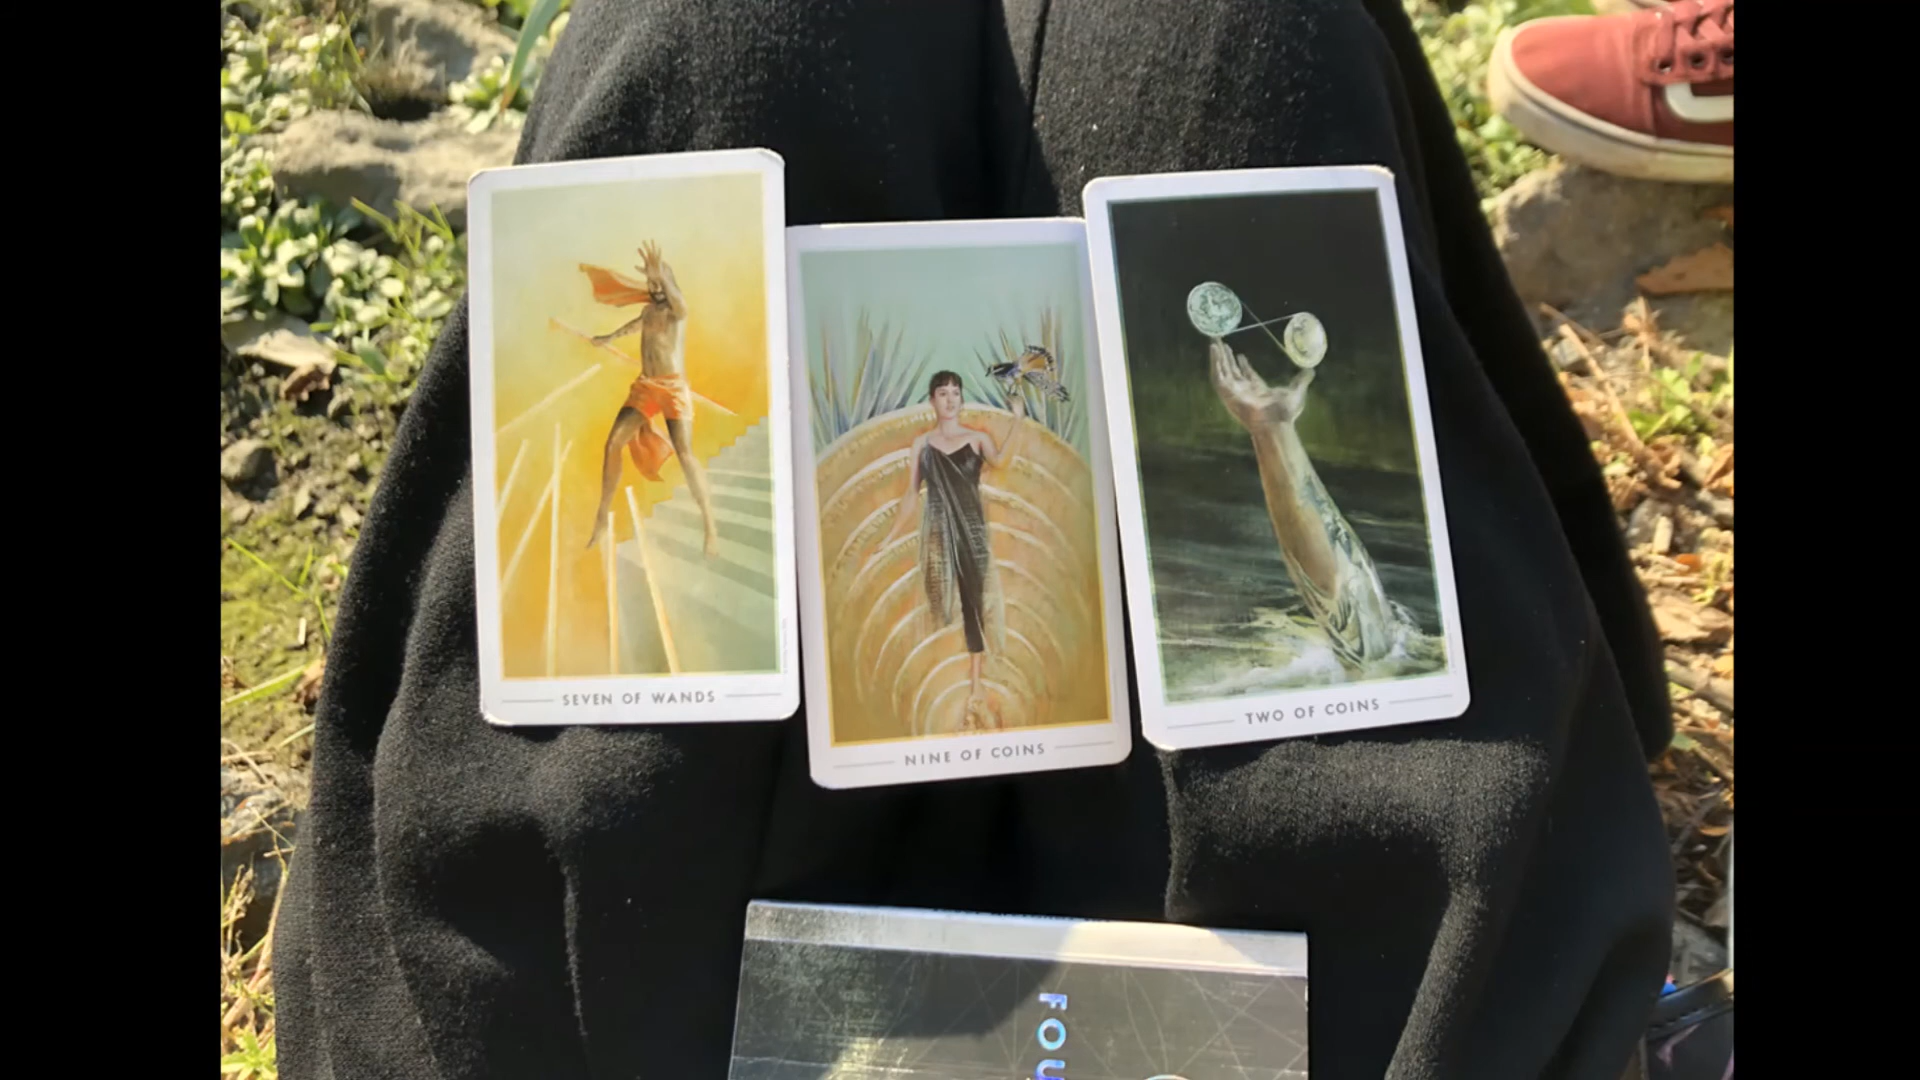 SEVEN OF WANDS
NINE OF COINS
TWO OF COINS
FOU